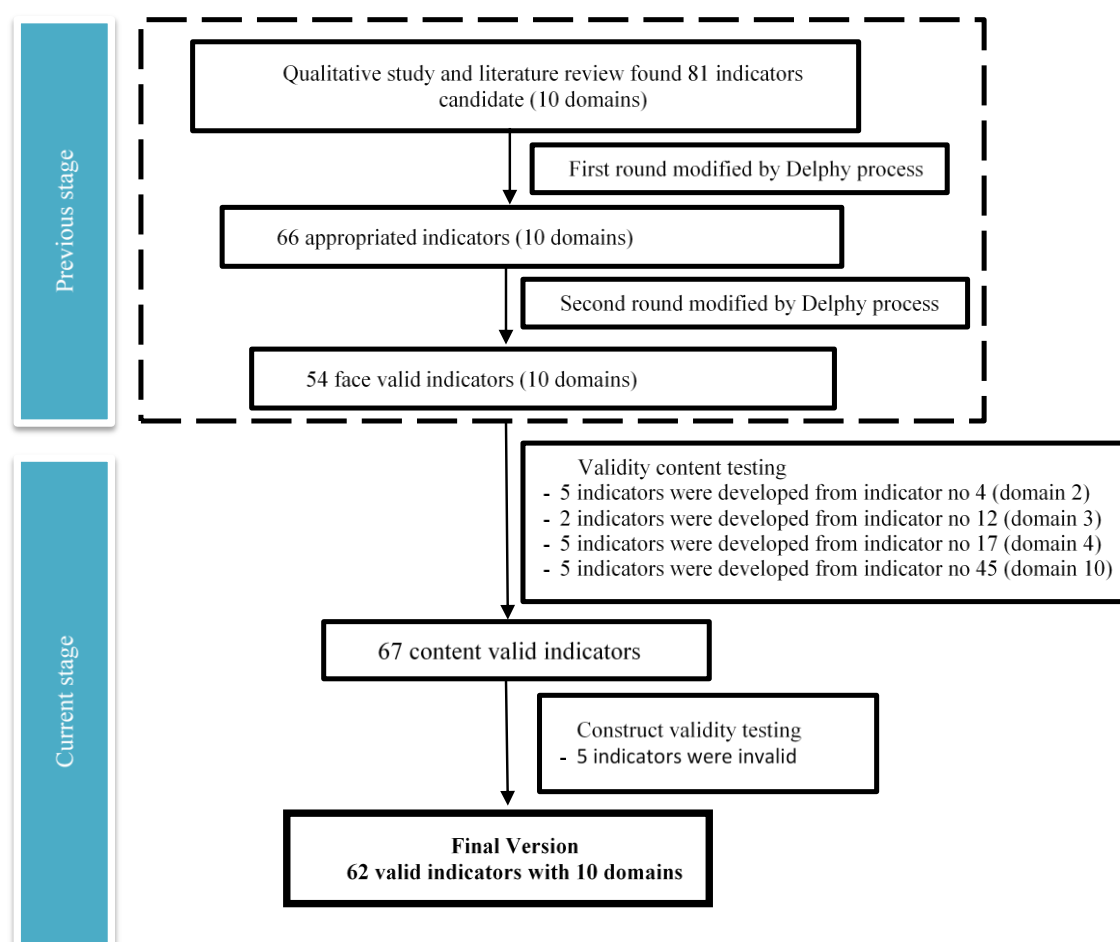 Previous stage
Qualitative study and literature review found 81 indicators
candidate (10 domains)
First round modified by Delphy process
66 appropriated indicators (10 domains)
Second round modified by Delphy process
54 face valid indicators (10 domains)
Current stage
Validity content testing
- 5 indicators were developed from indicator no 4 (domain 2)
- 2 indicators were developed from indicator no 12 (domain 3)
- 5 indicators were developed from indicator no 17 (domain 4)
- 5 indicators were developed from indicator no 45 (domain 10)
67 content valid indicators
Construct validity testing
- 5 indicators were invalid
Final Version
62 valid indicators with 10 domains